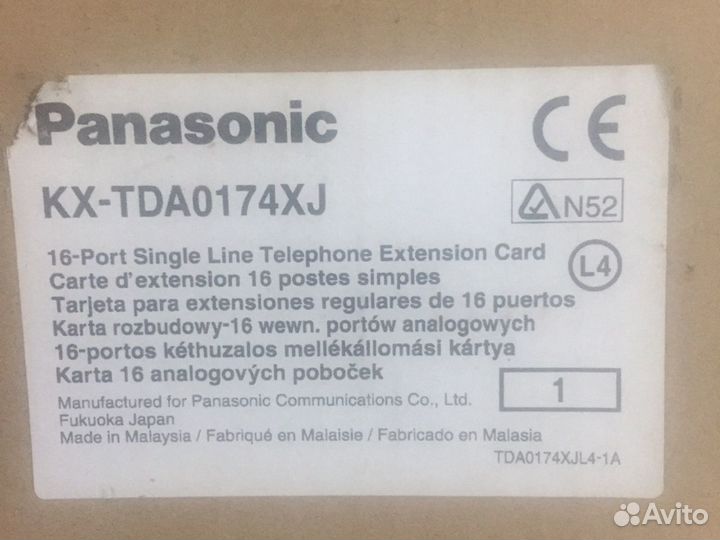 Panasonic
CE
KX-TDA0174XJ
N52
16-Port Single Line Telephone Extension Card
L4
Carte d'extension 16 postes simples
Tarjeta para extensiones regulares de 16 puertos
Karta rozbudowy-16 wewn. portów analogowych
16-portos kéthuzalos mellékállomási kártya
Karta 16 analogových poboček
1
Manufactured for Panasonic Communications Co., Ltd.
Fukuoka Japan
Made in Malaysia / Fabriqué en Malaisie / Fabricado en Malasia
TDA0174XJL4-1A
Avito